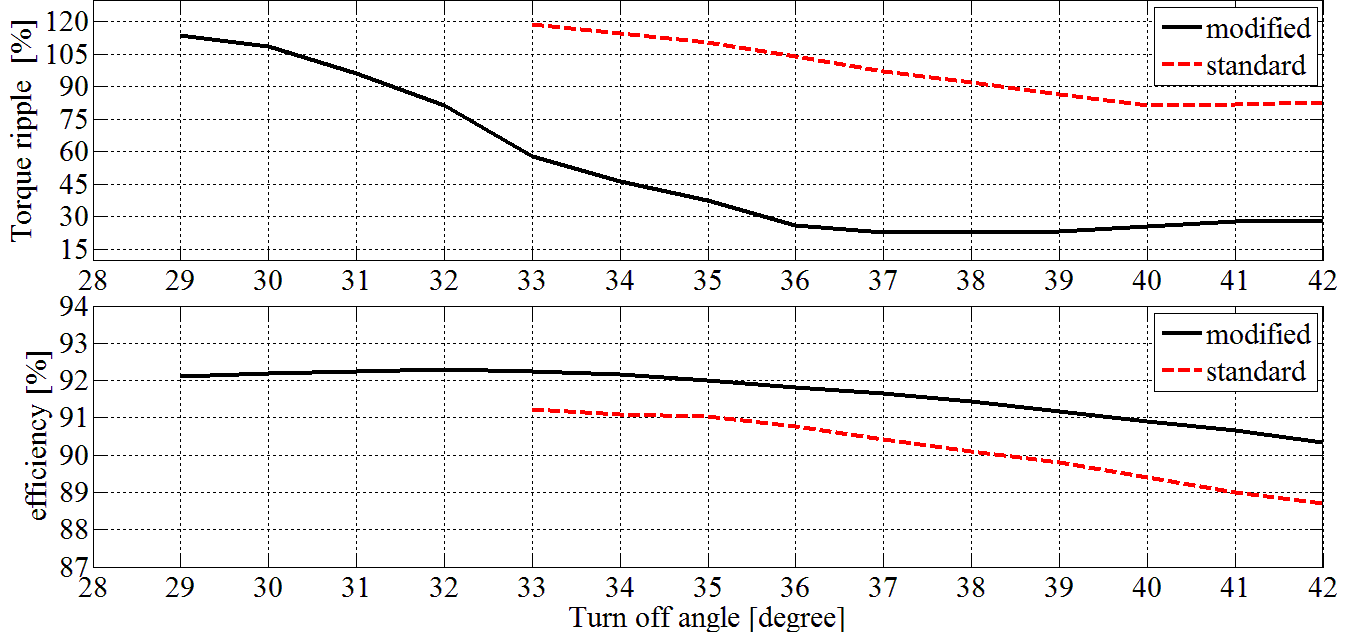 Torque ripple [%]
120
105
90
75
60
45
30
15
modified
standard
28 29 30 31 32 33 34 35 36 37 38 39 40 41 42
efficiency [%]
94
93
92
91
90
89
88
87
modified
standard
28 29 30 31 32 33 34 35 36 37 38 39 40 41 42
Turn off angle [degree]